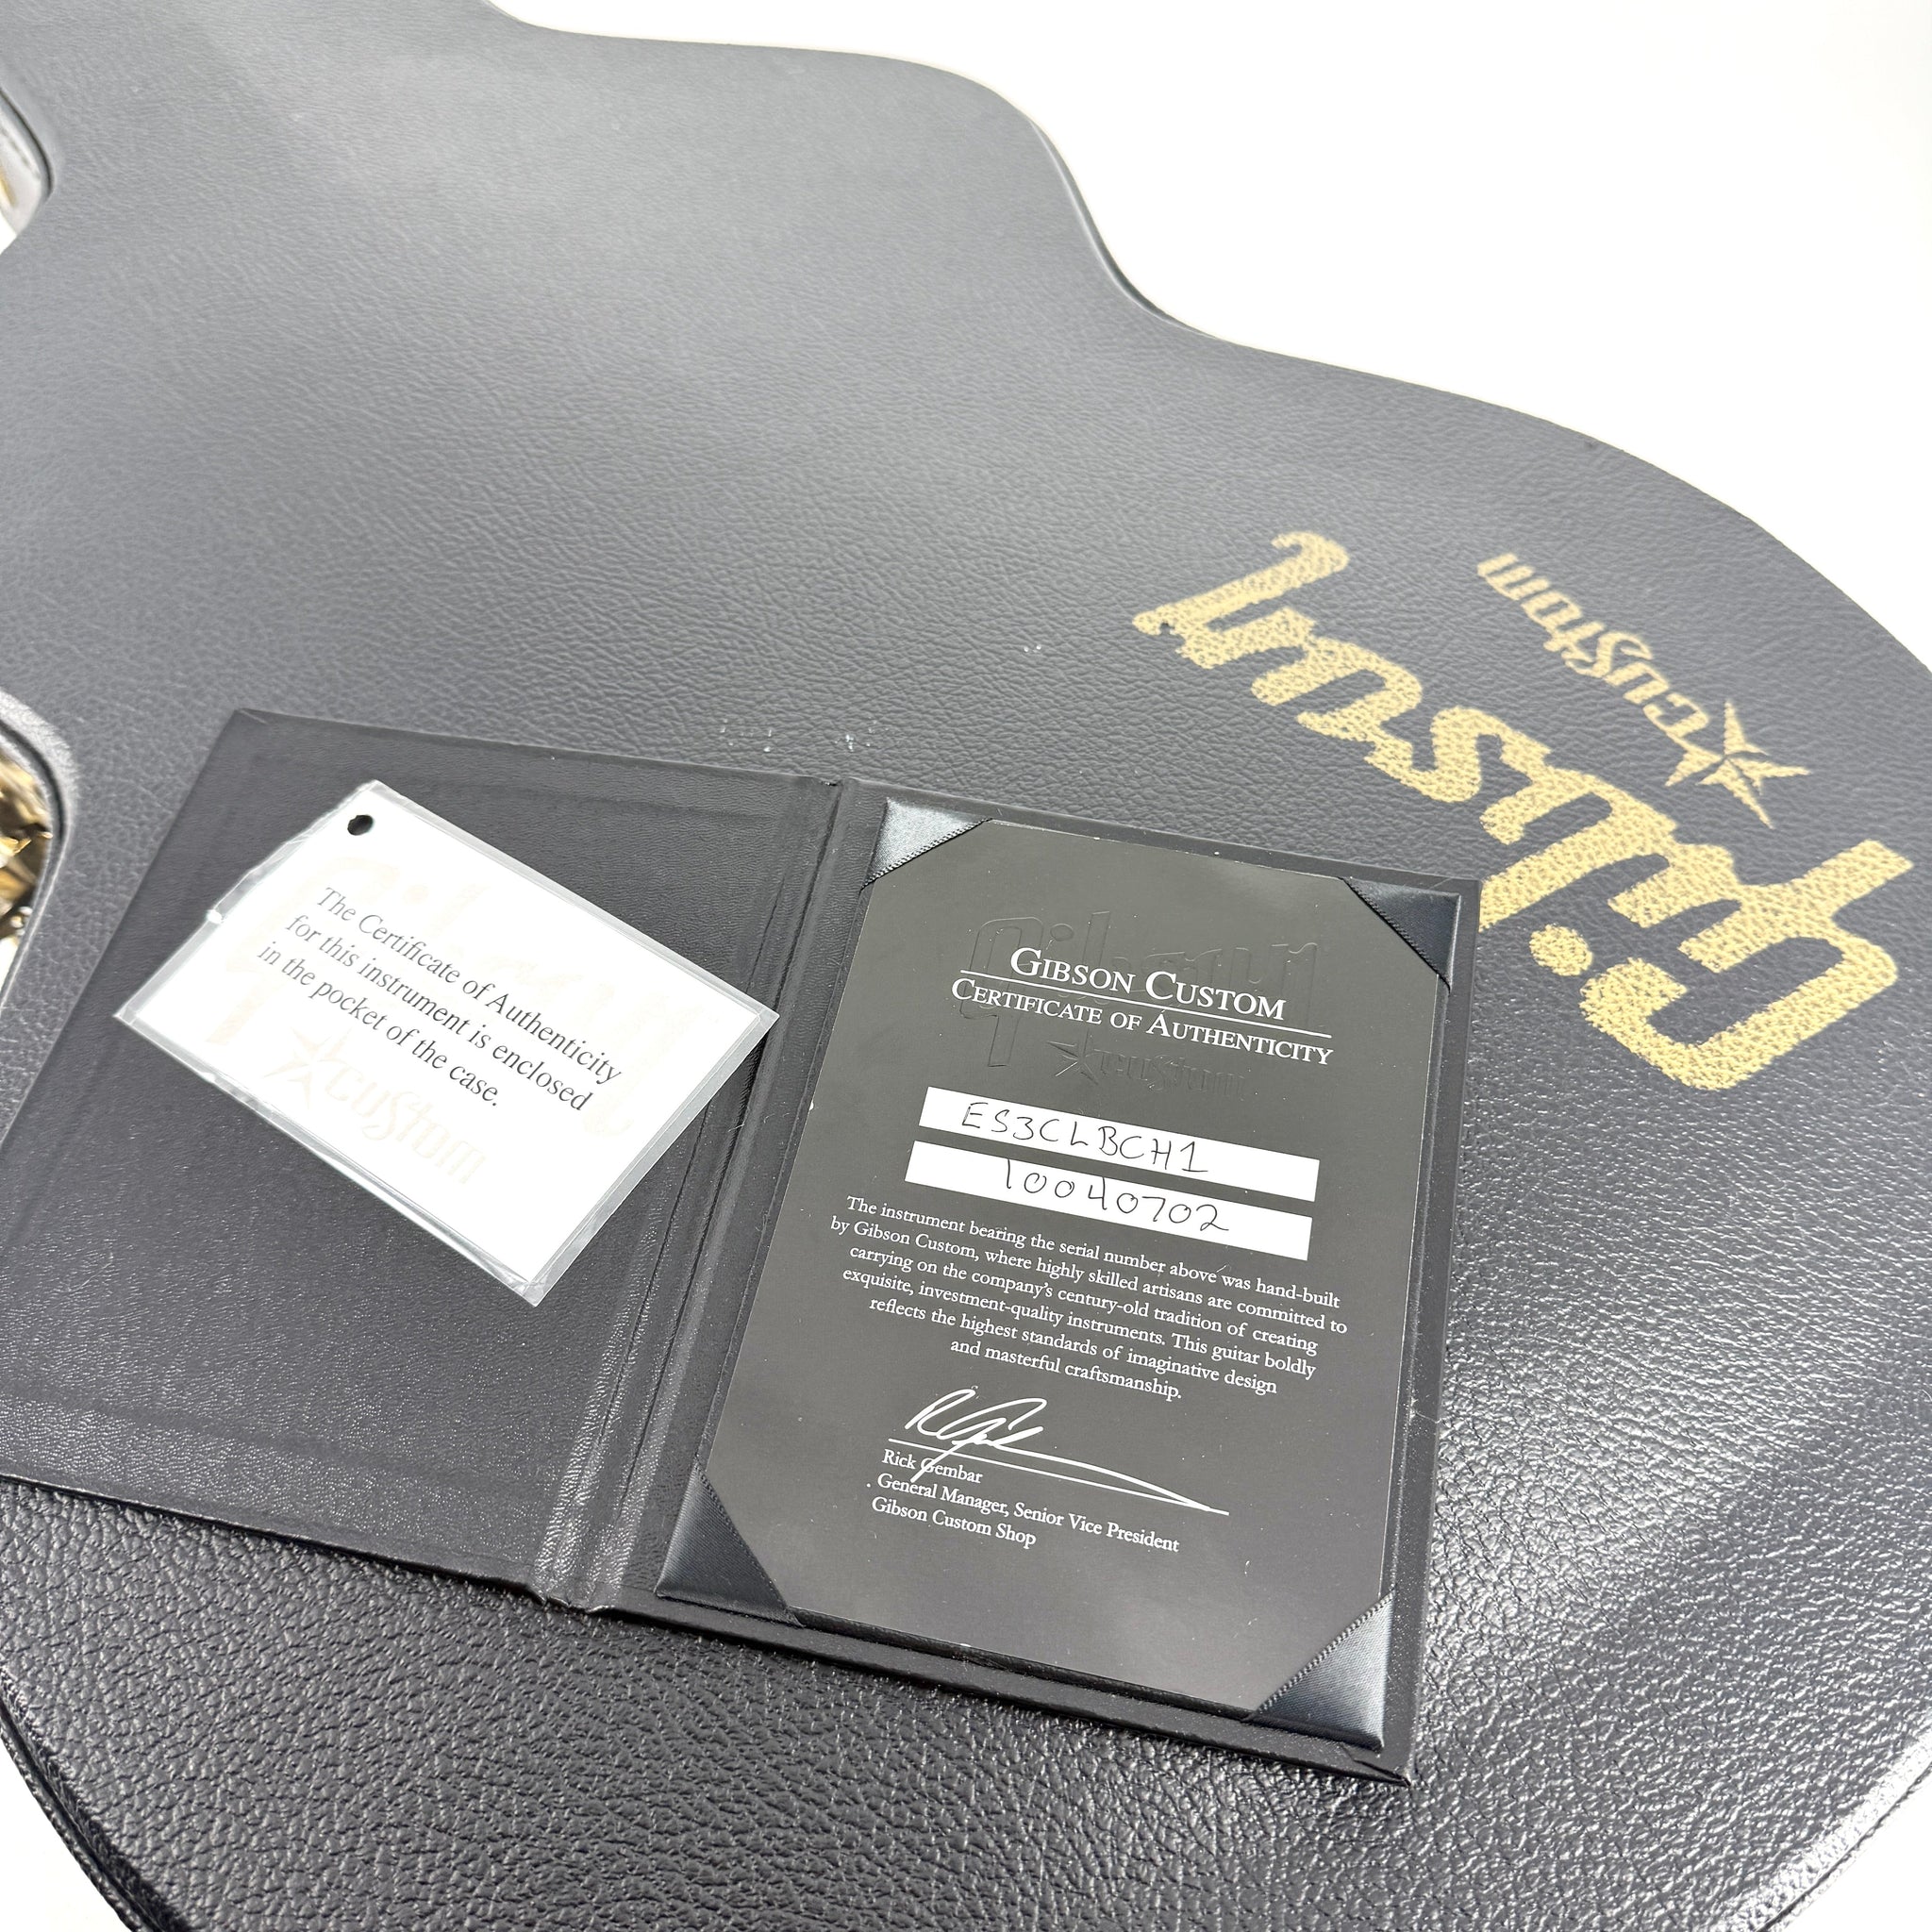 Gibson
custom
The Certificate of Authenticity
for this instrument is enclosed
in the pocket of the case.
Gibson
custom
Gibson
custom
GIBSON CUSTOM
CERTIFICATE OF AUTHENTICITY
ES3CLBCH1
10040702
The instrument bearing the serial number above was hand-built
by Gibson Custom, where highly skilled artisans are committed to
carrying on the company's century-old tradition of creating
exquisite, investment-quality instruments. This guitar boldly
reflects the highest standards of imaginative design
and masterful craftsmanship.
Rick Gembar
General Manager, Senior Vice President
Gibson Custom Shop